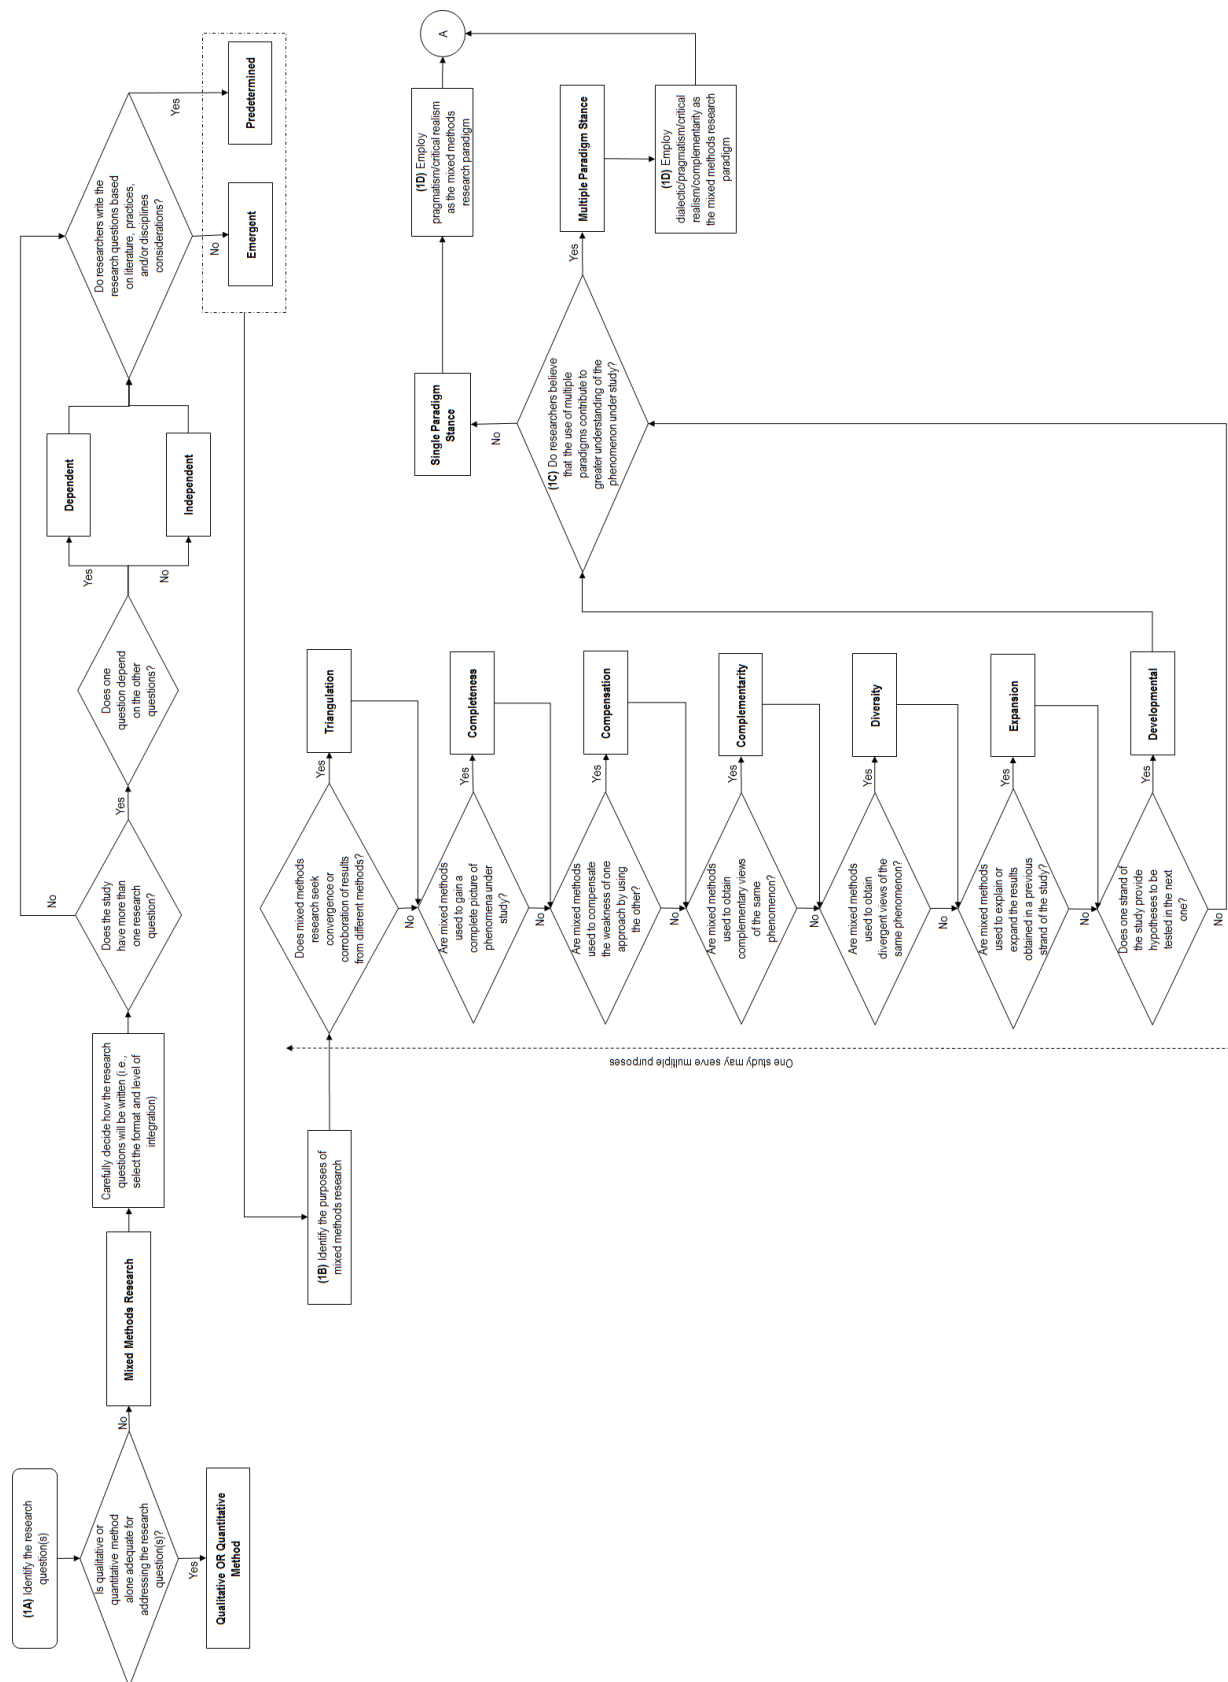 (1A) Identify the research
question(s)
Is qualitative or
quantitative method
alone adequate for
addressing the research
question(s)?
Yes
Qualitative OR Quantitative
Method
No
Mixed Methods Research
Carefully decide how the research
questions will be written (i.e.,
select the format and level of
integration)
Does the study
have more than
one research
question?
No
Yes
Does one
question depend
on the other
questions?
Yes
No
Dependent
Independent
Do researchers write the
research questions based
on literature, practices,
and/or disciplines
considerations?
No
Yes
Emergent
Predetermined
(1B) Identify the purposes of
mixed methods research
One study may serve multiple purposes
Does mixed methods
research seek
convergence or
corroboration of results
from different methods?
Yes
Triangulation
No
Are mixed methods
used to gain a
complete picture of
phenomena under
study?
Yes
Completeness
No
Are mixed methods
used to compensate
the weakness of one
approach by using
the other?
Yes
Compensation
No
Are mixed methods
used to obtain
complementary views
of the same
phenomenon?
Yes
Complementarity
No
Are mixed methods
used to obtain
divergent views of the
same phenomenon?
Yes
Diversity
No
Are mixed methods
used to explain or
expand the results
obtained in a previous
strand of the study?
Yes
Expansion
No
Does one strand of
the study provide
hypotheses to be
tested in the next
one?
Yes
Developmental
No
(1C) Do researchers believe
that the use of multiple
paradigms contribute to
greater understanding of the
phenomenon under study?
No
Single Paradigm
Stance
(1D) Employ
pragmatism/critical realism
as the mixed methods
research paradigm
Yes
Multiple Paradigm Stance
(1D) Employ
dialectic/pragmatism/critical
realism/complementarity as
the mixed methods research
paradigm
A